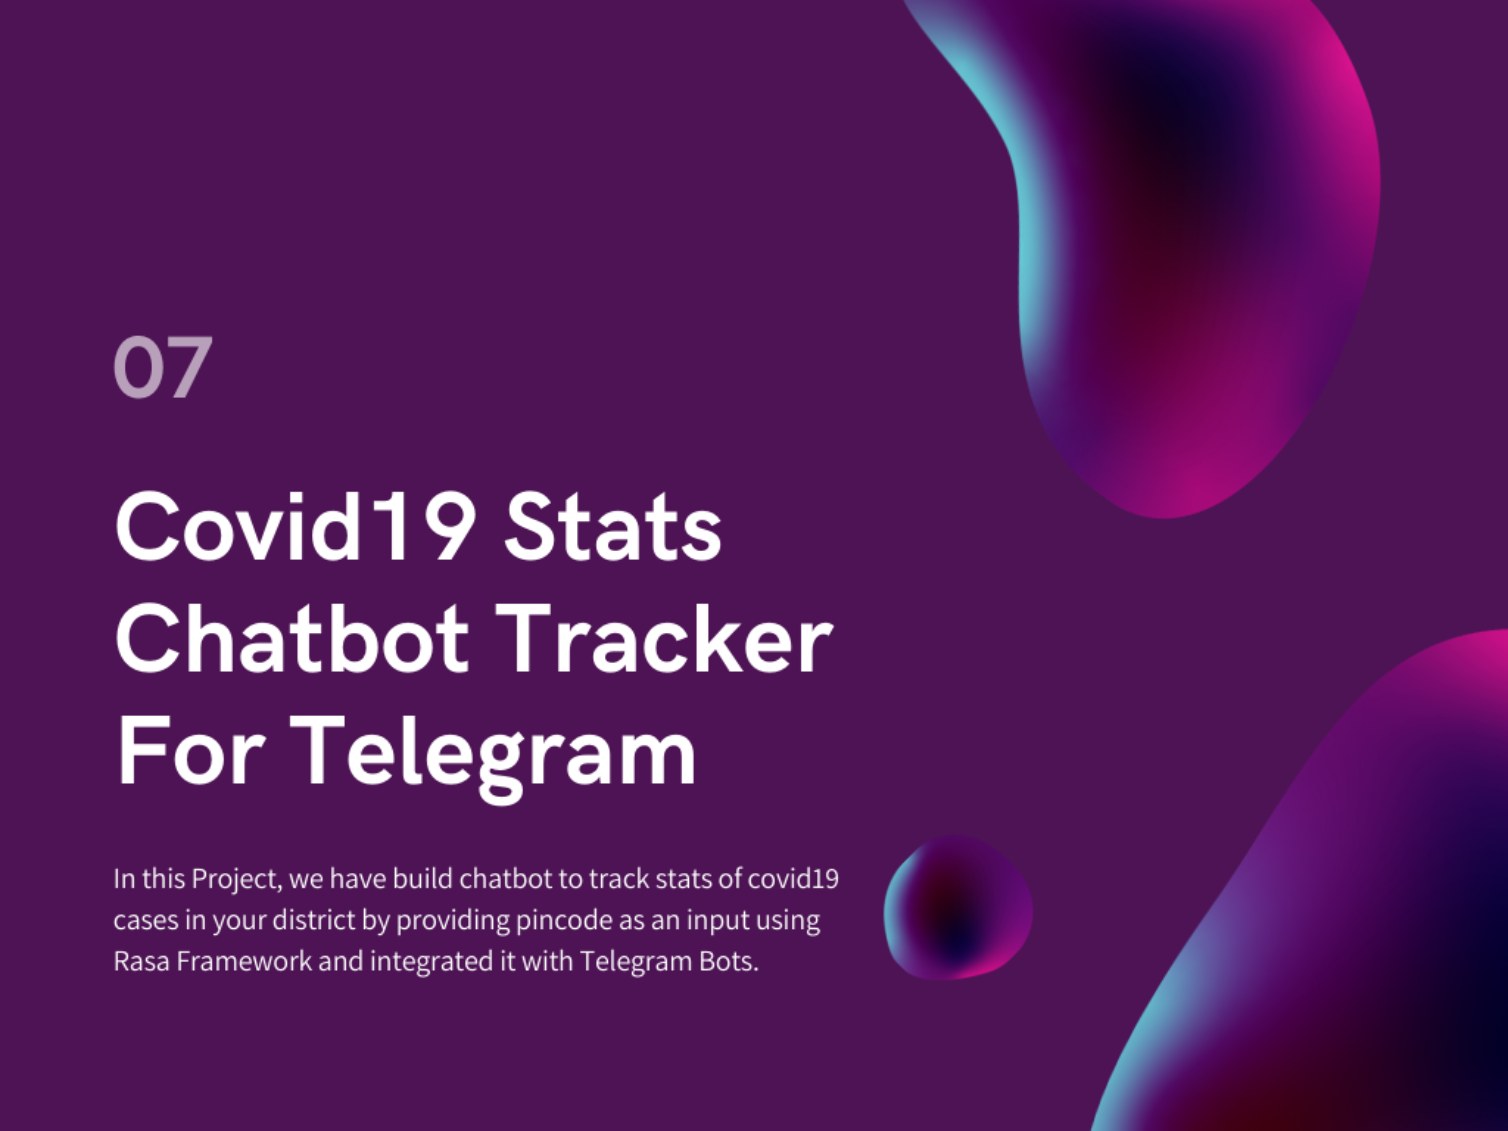 07
Covid19 Stats
Chatbot Tracker
For Telegram
In this Project, we have build chatbot to track stats of covid19
cases in your district by providing pincode as an input using
Rasa Framework and integrated it with Telegram Bots.